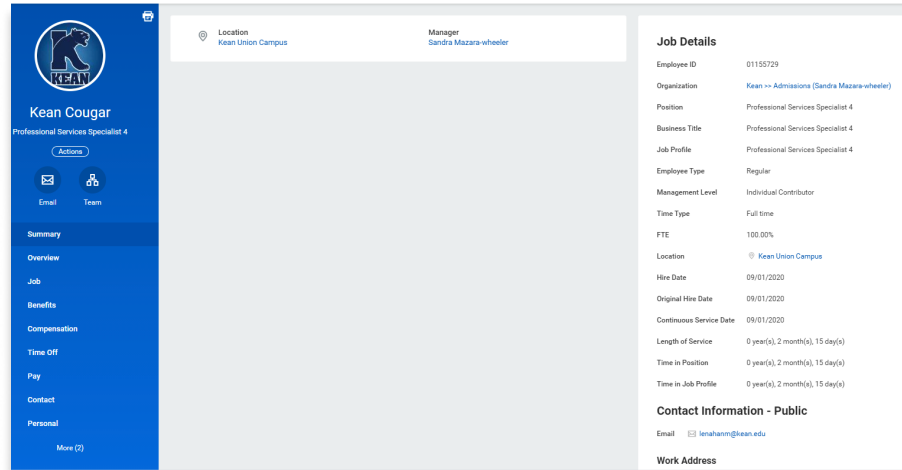 KEAN
Kean Cougar
Professional Services Specialist 4
Actions
Email Team
Summary
Overview
Job
Benefits
Compensation
Time Off
Pay
Contact
Personal
More (2)
Location
Kean Union Campus
Manager
Sandra Mazara-wheeler
Job Details
Employee ID 01155729
Organization Kean >> Admissions (Sandra Mazara-wheeler)
Position Professional Services Specialist 4
Business Title Professional Services Specialist 4
Job Profile Professional Services Specialist 4
Employee Type Regular
Management Level Individual Contributor
Time Type Full time
FTE 100.00%
Location Kean Union Campus
Hire Date 09/01/2020
Original Hire Date 09/01/2020
Continuous Service Date 09/01/2020
Length of Service 0 year(s), 2 month(s), 15 day(s)
Time in Position 0 year(s), 2 month(s), 15 day(s)
Time in Job Profile 0 year(s), 2 month(s), 15 day(s)
Contact Information - Public
Email lenahanm@kean.edu
Work Address